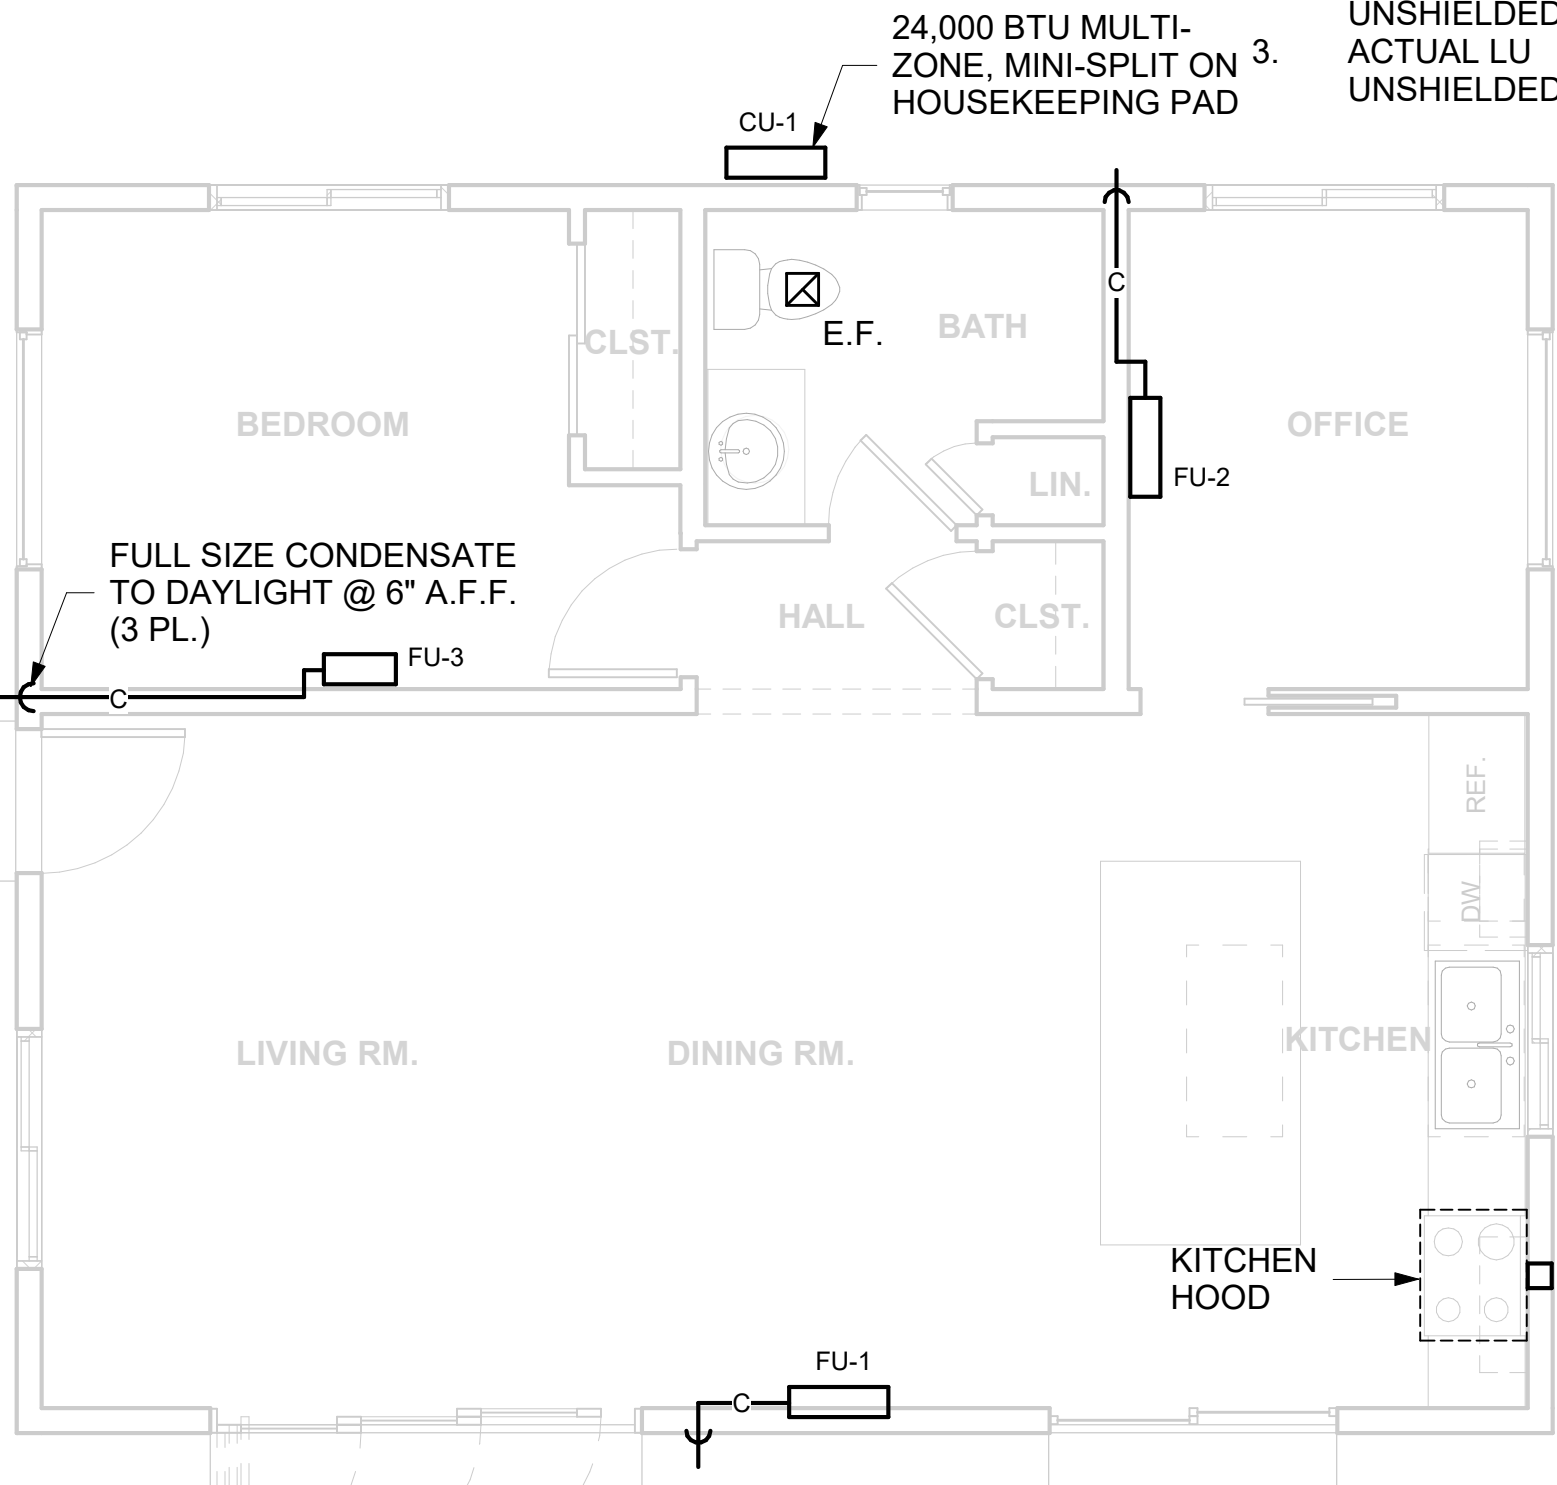 UNSHIELDED
3. ACTUAL LU
UNSHIELDED
24,000 BTU MULTI-
ZONE, MINI-SPLIT ON
HOUSEKEEPING PAD
CU-1
C
E.F.
BATH
CLST.
BEDROOM
OFFICE
FU-2
LIN.
FULL SIZE CONDENSATE
TO DAYLIGHT @ 6" A.F.F.
(3 PL.)
HALL
CLST.
FU-3
C
REF.
DW
LIVING RM.
DINING RM.
KITCHEN
KITCHEN
HOOD
FU-1
C